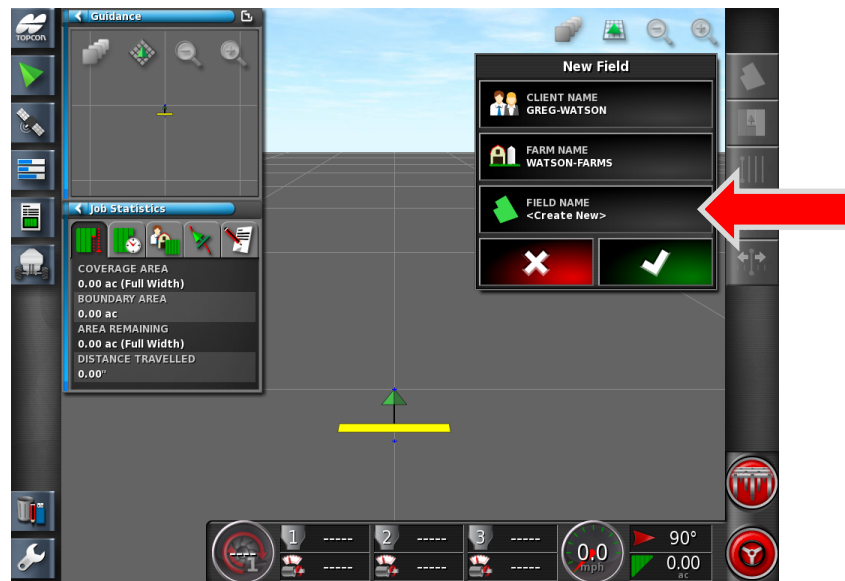 TOPCON
Guidance
Job Statistics
COVERAGE AREA
0.00 ac (Full Width)
BOUNDARY AREA
0.00 ac
AREA REMAINING
0.00 ac (Full Width)
DISTANCE TRAVELLED
0.00"
New Field
CLIENT NAME
GREG-WATSON
FARM NAME
WATSON-FARMS
FIELD NAME
<Create New>
----
1
1 -----
-----
2 -----
-----
3 -----
-----
0.0
mph
90°
0.00
ac